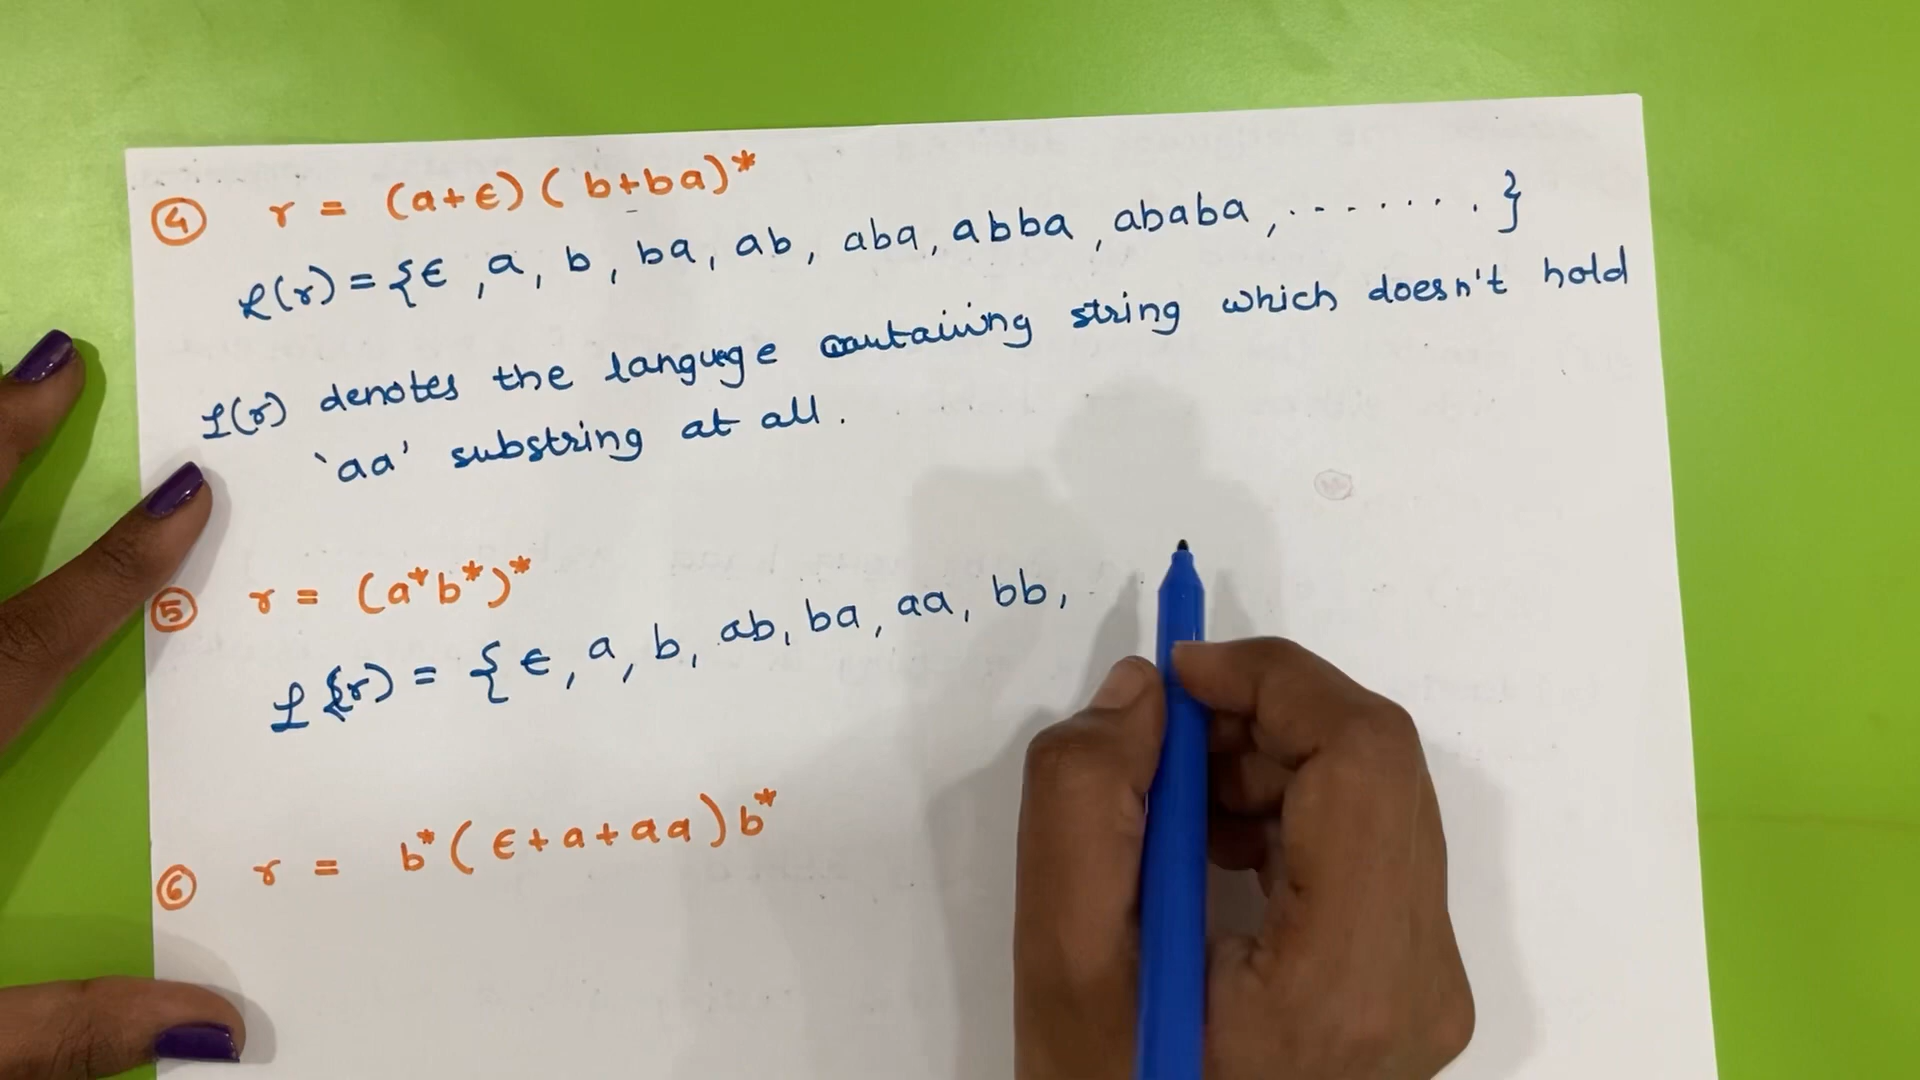 ④ r = (a+ϵ) (b+ba)*
L(r) = {ϵ, a, b, ba, ab, aba, abba, ababa, ....... }
L(r) denotes the languge containing string which doesn't hold
'aa' substring at all.
⑤ r = (a*b*)*
L(r) = {ϵ, a, b, ab, ba, aa, bb,
⑥ r = b*(ϵ+a+aa)b*